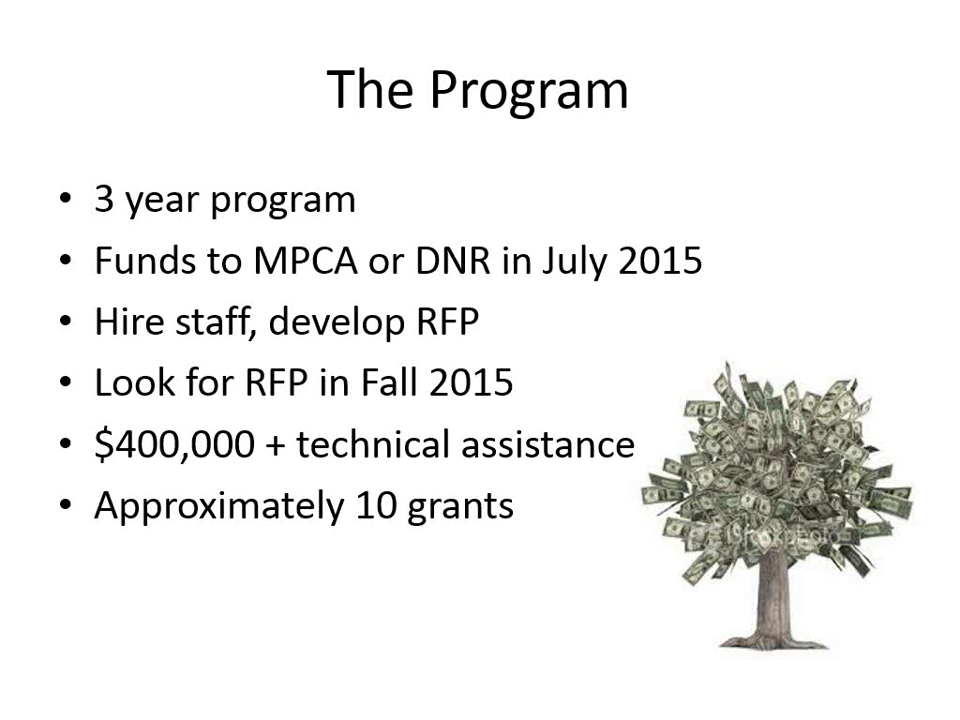 The Program
• 3 year program
• Funds to MPCA or DNR in July 2015
• Hire staff, develop RFP
• Look for RFP in Fall 2015
• $400,000 + technical assistance
• Approximately 10 grants
iStockphoto